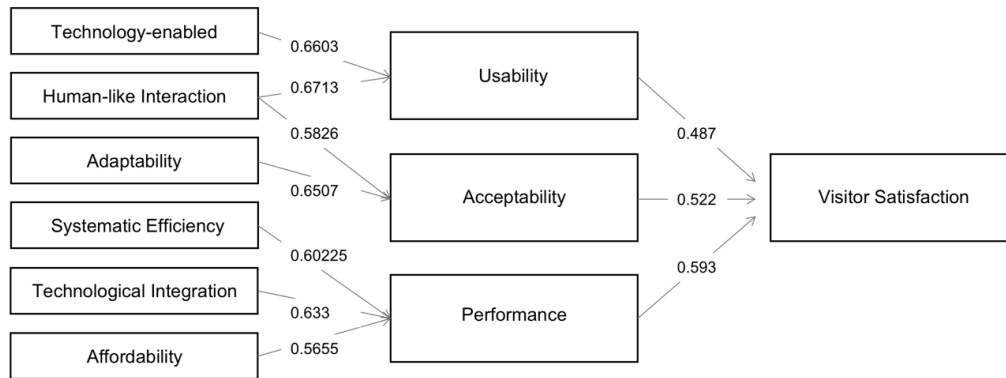 Technology-enabled
Human-like Interaction
Adaptability
Systematic Efficiency
Technological Integration
Affordability
0.6603
0.6713
0.5826
0.6507
0.60225
0.633
0.5655
Usability
Acceptability
Performance
0.487
0.522
0.593
Visitor Satisfaction